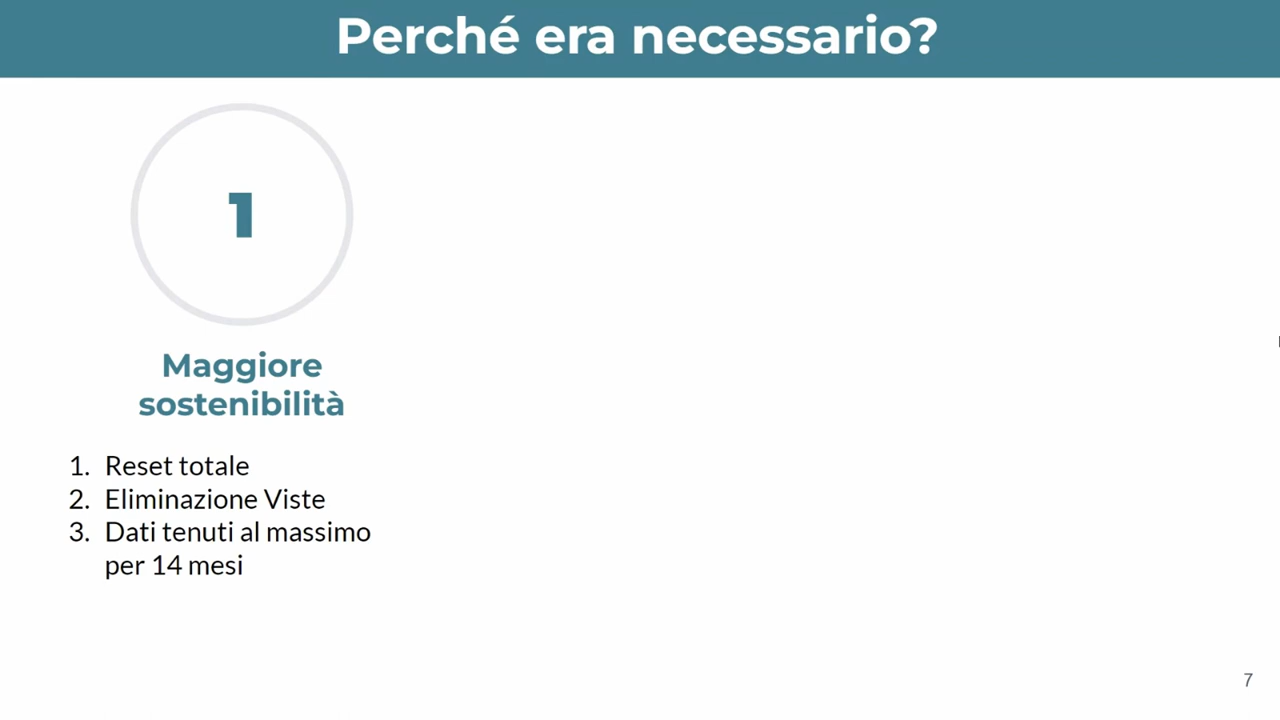 Perché era necessario?
1
Maggiore
sostenibilità
1. Reset totale
2. Eliminazione Viste
3. Dati tenuti al massimo
per 14 mesi
7